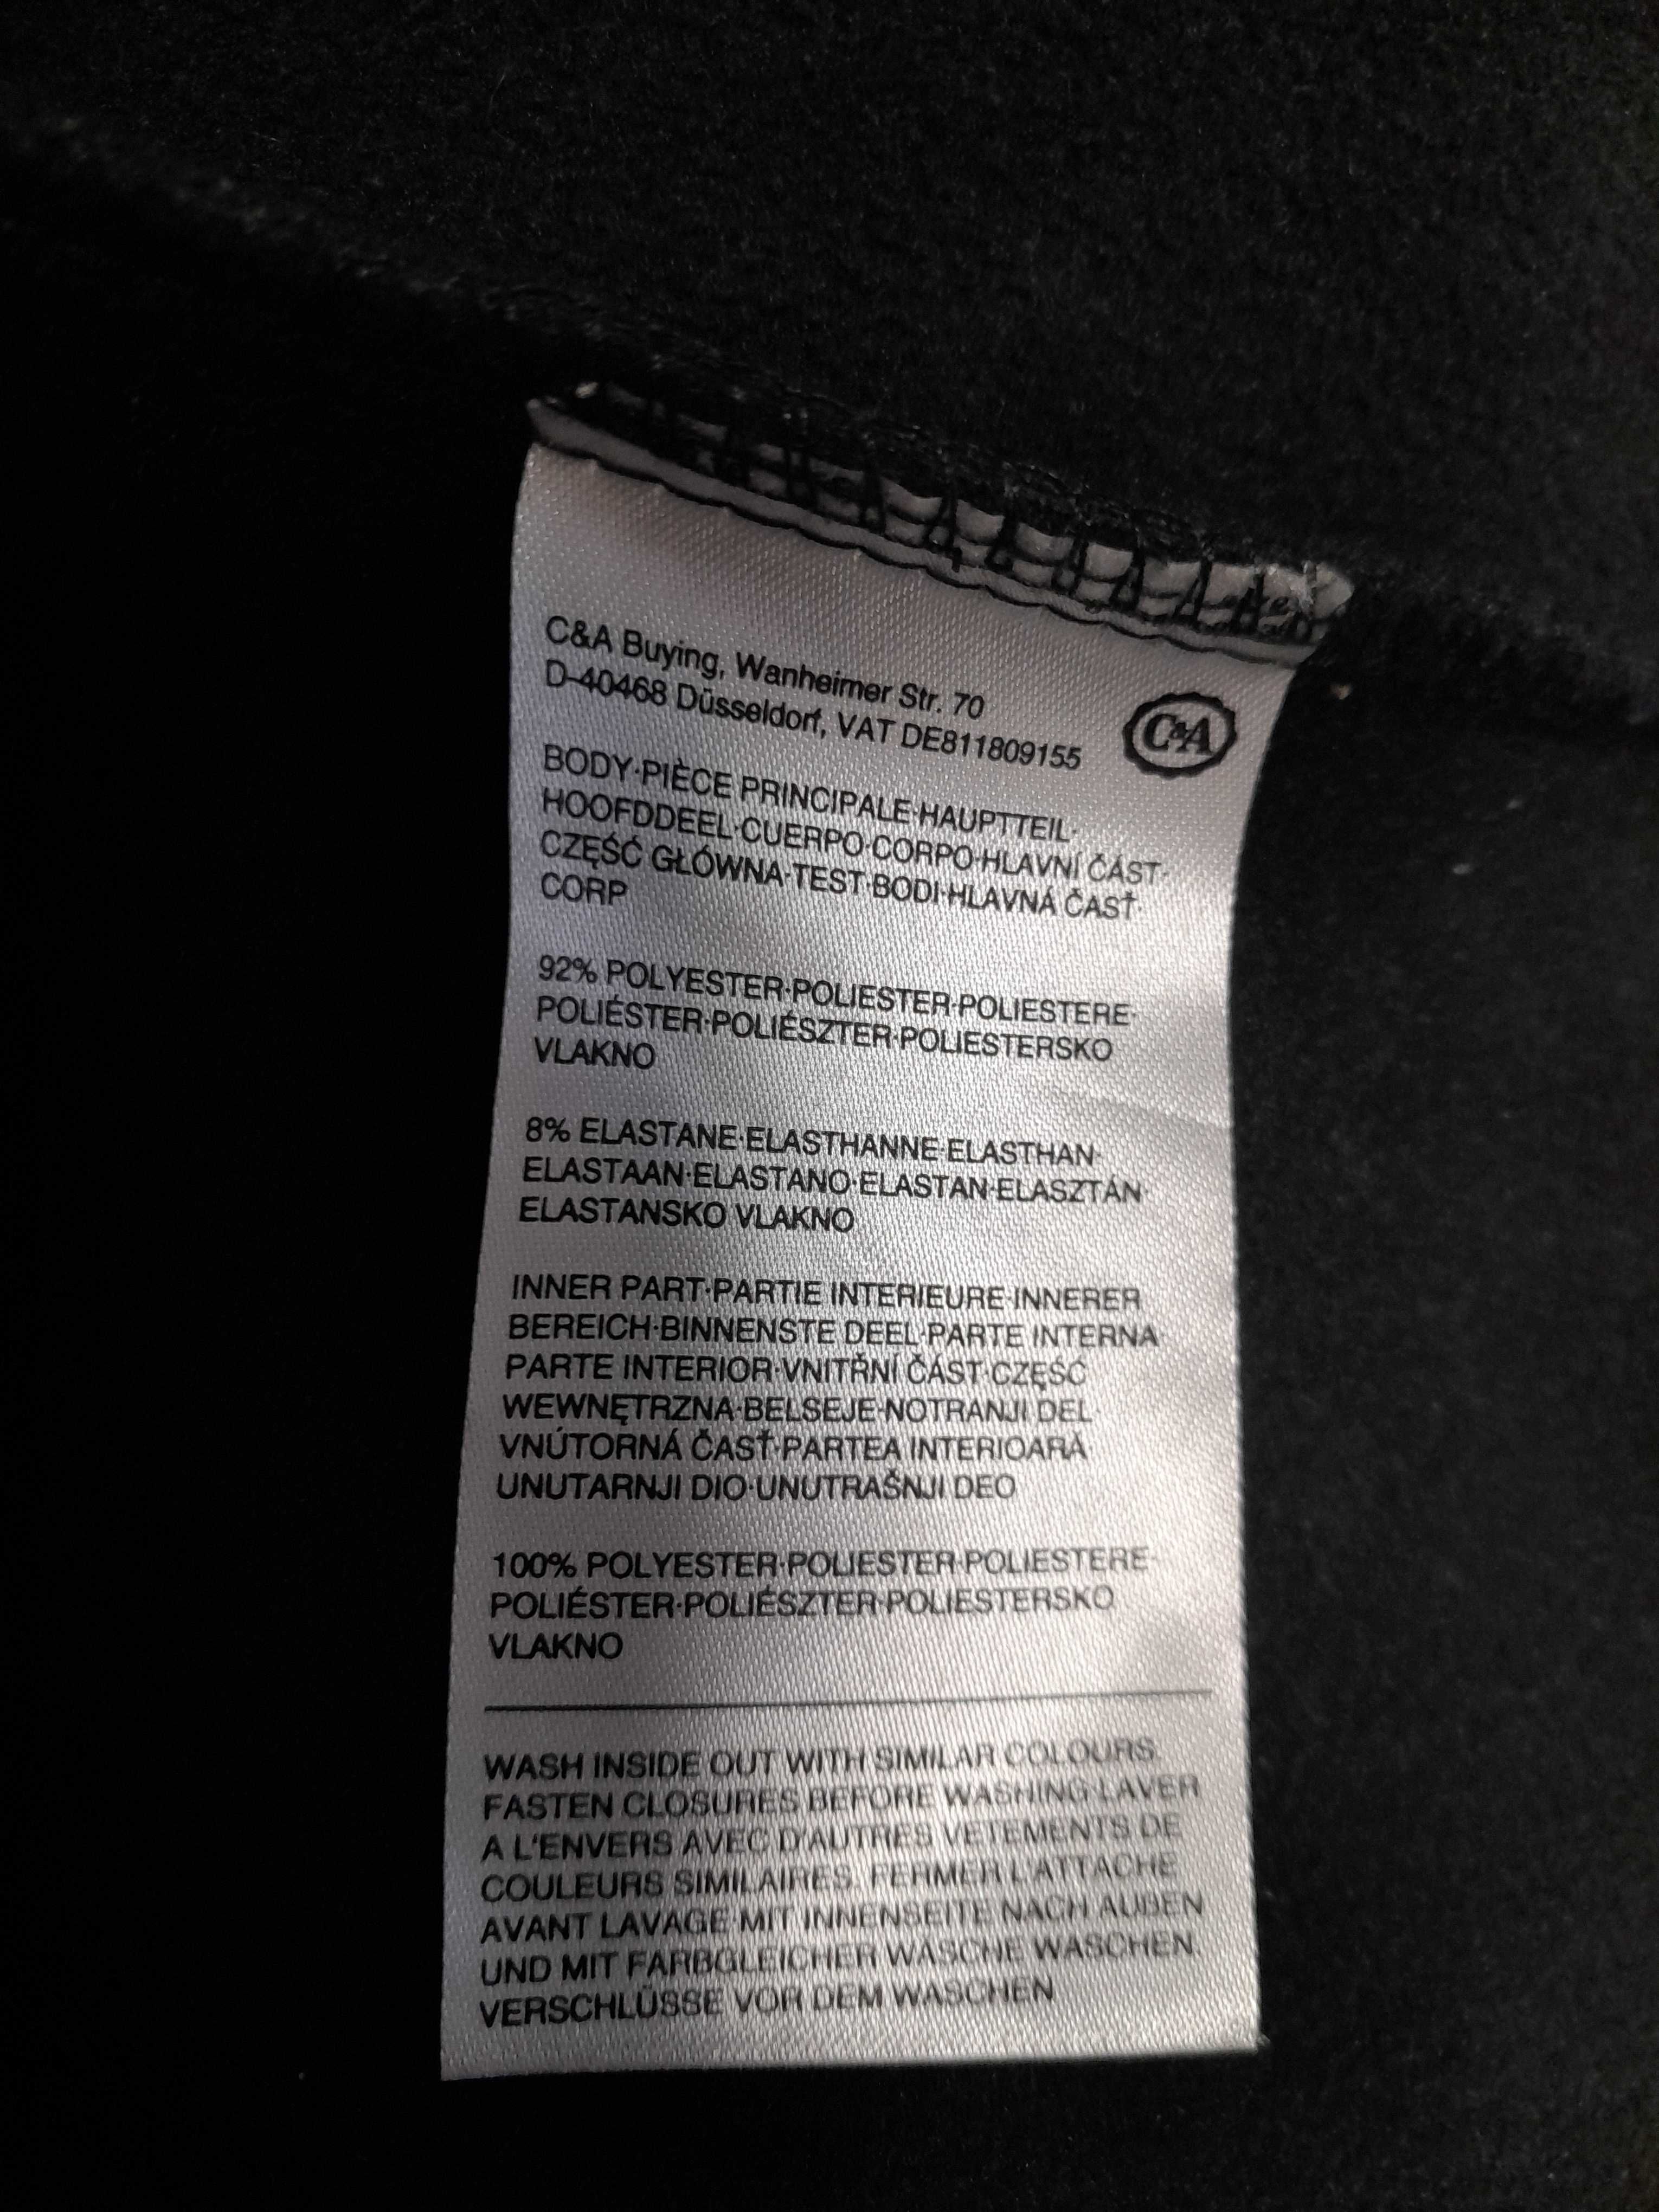 C&A Buying, Wanheimer Str. 70
D-40468 Düsseldorf, VAT DE811809155
C&A
BODY·PIÈCE PRINCIPALE·HAUPTTEIL·
HOOFDDEEL·CUERPO·CORPO·HLAVNÍ ČÁST·
CZĘŚĆ GŁÓWNA·TEST·BODI·HLAVNÁ ČASŤ·
CORP
92% POLYESTER·POLIESTER·POLIESTERE·
POLIÉSTER·POLIÉSZTER·POLIESTERSKO
VLAKNO
8% ELASTANE·ELASTHANNE·ELASTHAN·
ELASTAAN·ELASTANO·ELASTAN·ELASZTÁN·
ELASTANSKO VLAKNO
INNER PART·PARTIE INTERIEURE·INNERER
BEREICH·BINNENSTE DEEL·PARTE INTERNA·
PARTE INTERIOR·VNITŘNÍ ČÁST·CZĘŚĆ
WEWNĘTRZNA·BELSEJE·NOTRANJI DEL·
VNÚTORNÁ ČASŤ·PARTEA INTERIOARĂ
UNUTARNJI DIO·UNUTRAŠNJI DEO
100% POLYESTER·POLIESTER·POLIESTERE·
POLIÉSTER·POLIÉSZTER·POLIESTERSKO
VLAKNO
WASH INSIDE OUT WITH SIMILAR COLOURS.
FASTEN CLOSURES BEFORE WASHING·LAVER
A L'ENVERS AVEC D'AUTRES VETEMENTS DE
COULEURS SIMILAIRES. FERMER L'ATTACHE
AVANT LAVAGE·MIT INNENSEITE NACH AUßEN
UND MIT FARBGLEICHER WÄSCHE WASCHEN.
VERSCHLÜSSE VOR DEM WASCHEN